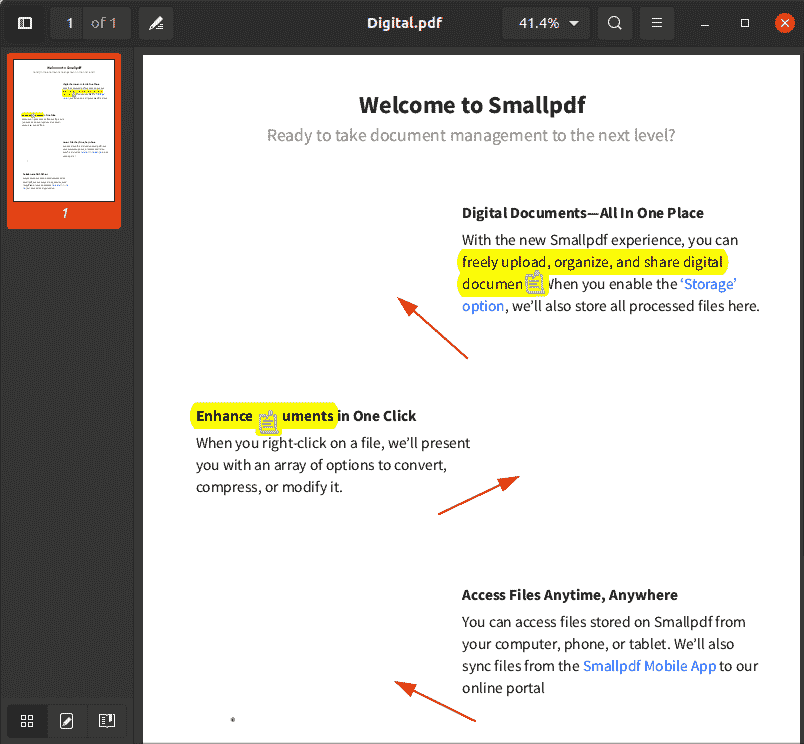 1 of 1
Digital.pdf
41.4%
Welcome to Smallpdf
Ready to take document management to the next level?
Digital Documents—All In One Place
With the new Smallpdf experience, you can
freely upload, organize, and share digital
documen When you enable the ‘Storage’
option, we’ll also store all processed files here.
Enhance uments in One Click
When you right-click on a file, we’ll present
you with an array of options to convert,
compress, or modify it.
Access Files Anytime, Anywhere
You can access files stored on Smallpdf from
your computer, phone, or tablet. We’ll also
sync files from the Smallpdf Mobile App to our
online portal
Welcome to Smallpdf
1